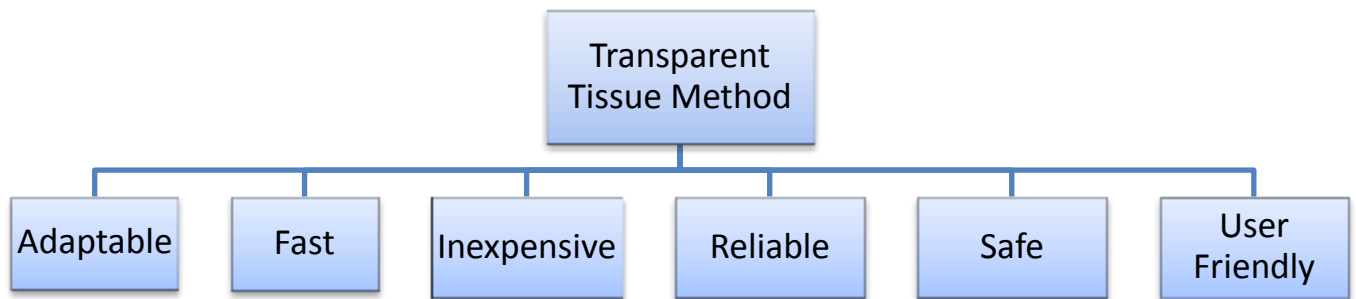 Transparent
Tissue Method
Adaptable
Fast
Inexpensive
Reliable
Safe
User
Friendly